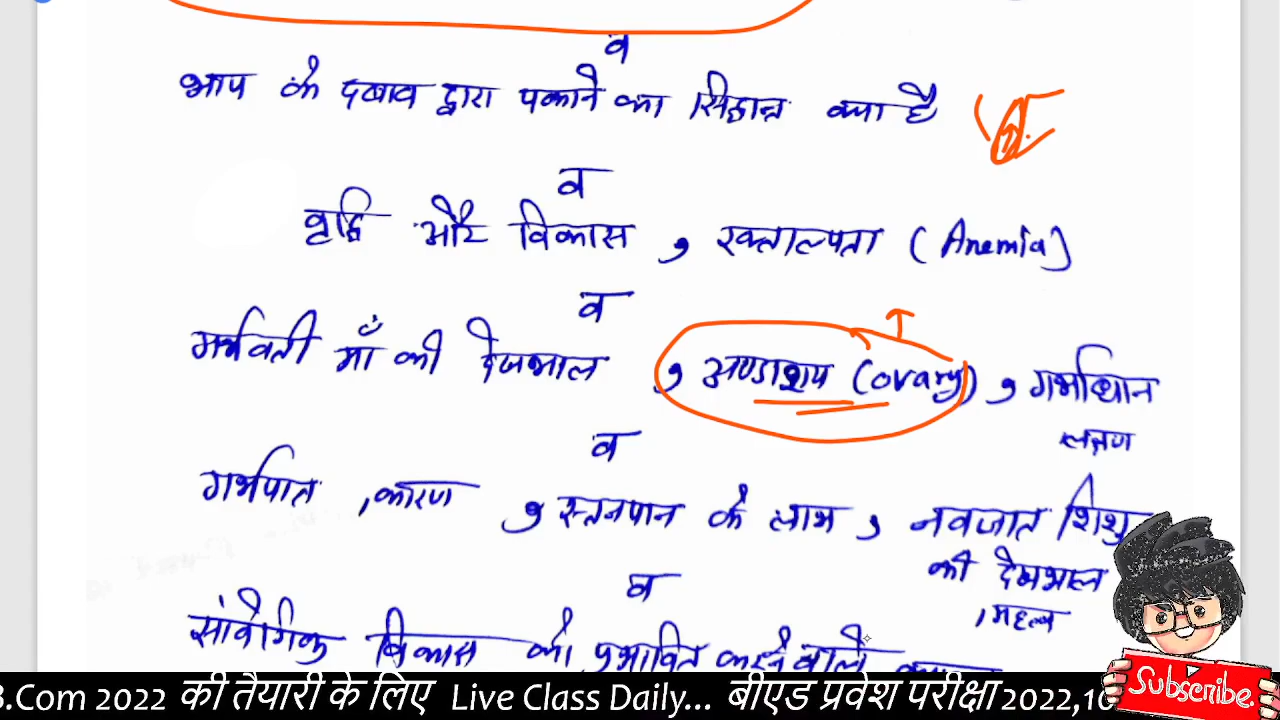 व
भाप के दबाव द्वारा पकाने का सिद्धान्त क्या है
व
वृद्धि और विकास , रक्ताल्पता (Anemia)
व
गर्भवती माँ की देखभाल , अण्डाशय (ovary) , गर्भाधान
लक्षण
व
गर्भपात , कारण , स्तनपान के लाभ , नवजात शिशु
की देखभाल
, महत्व
व
सांवेगिक विकास को प्रभावित करने वाले
B.Com 2022 की तैयारी के लिए Live Class Daily... बीएड प्रवेश परीक्षा 2022,10
Subscribe.